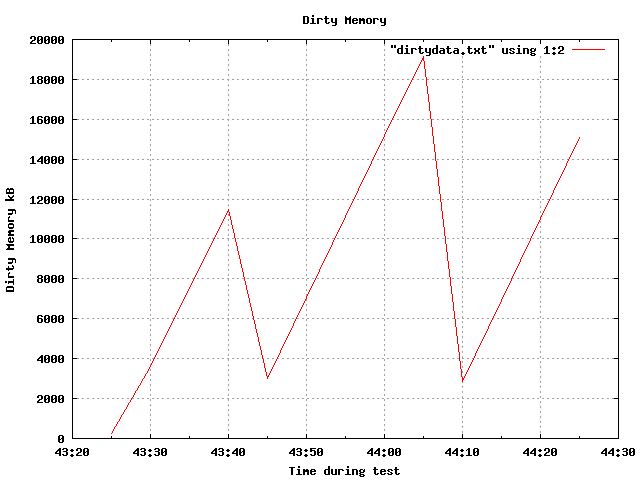 Dirty Memory
"dirtydata.txt" using 1:2
20000
18000
16000
14000
12000
10000
8000
6000
4000
2000
0
Dirty Memory kB
43:20 43:30 43:40 43:50 44:00 44:10 44:20 44:30
Time during test